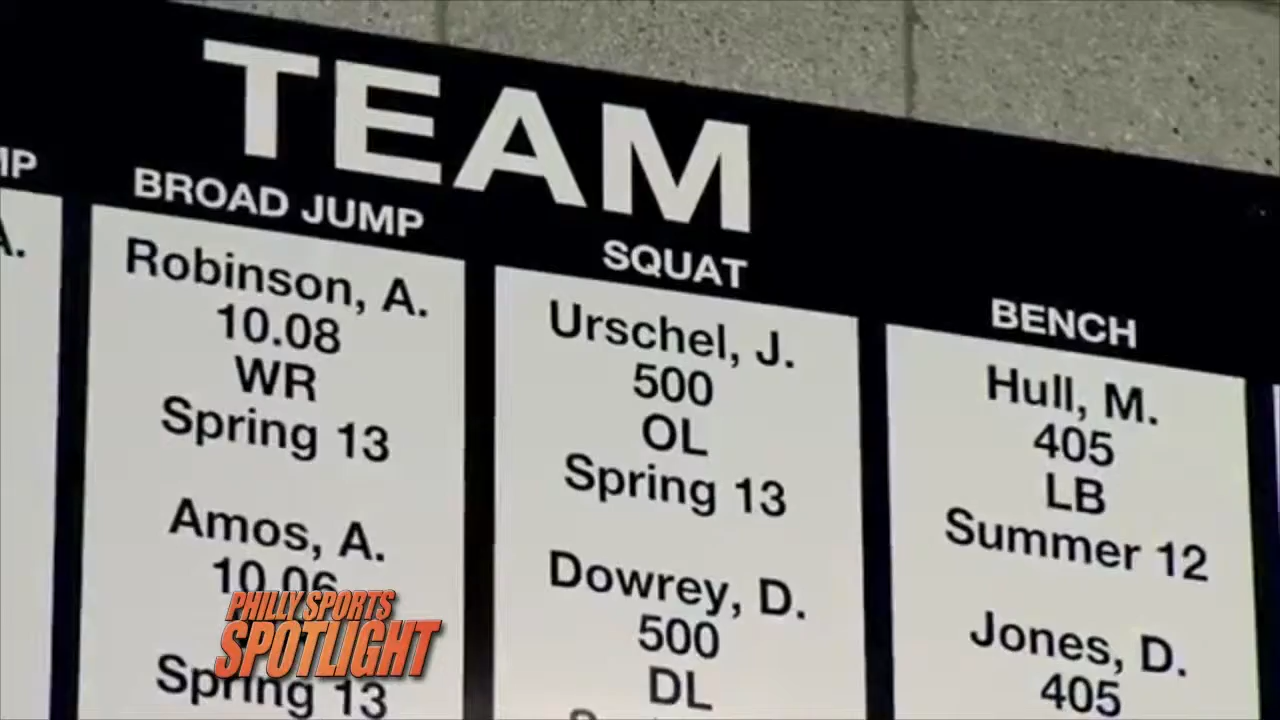 TEAM
MP
A.
BROAD JUMP
Robinson, A.
10.08
WR
Spring 13
Amos, A.
10.06
Spring 13
SQUAT
Urschel, J.
500
OL
Spring 13
Dowrey, D.
500
DL
BENCH
Hull, M.
405
LB
Summer 12
Jones, D.
405
PHILLY SPORTS
SPOTLIGHT